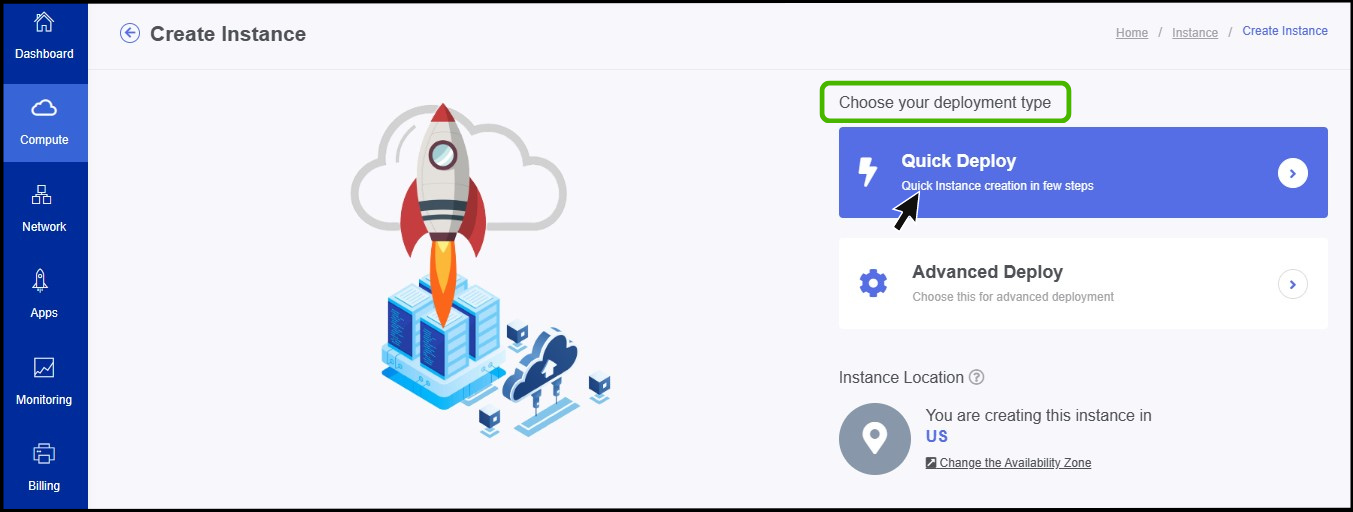 Dashboard
Compute
Network
Apps
Monitoring
Billing
Create Instance
Home / Instance / Create Instance
Choose your deployment type
Quick Deploy
Quick Instance creation in few steps
Advanced Deploy
Choose this for advanced deployment
Instance Location ?
You are creating this instance in
US
Change the Availability Zone